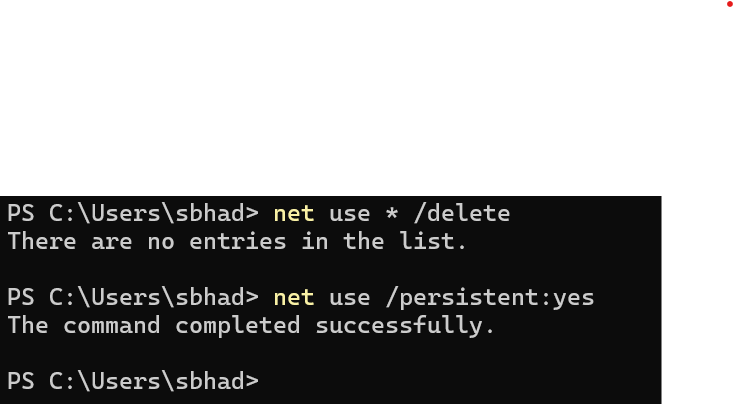 PS C:\Users\sbhad> net use * /delete
There are no entries in the list.
PS C:\Users\sbhad> net use /persistent:yes
The command completed successfully.
PS C:\Users\sbhad>